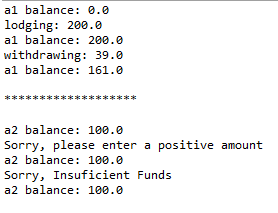 a1 balance: 0.0
lodging: 200.0
a1 balance: 200.0
withdrawing: 39.0
a1 balance: 161.0
*******************
a2 balance: 100.0
Sorry, please enter a positive amount
a2 balance: 100.0
Sorry, Insuficient Funds
a2 balance: 100.0